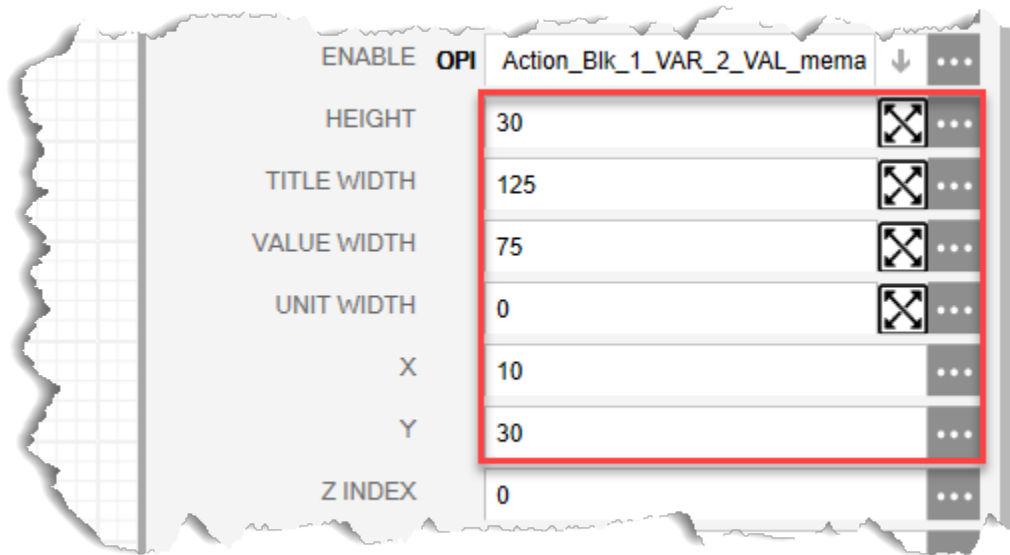 ENABLE OPI Action_Blk_1_VAR_2_VAL_mema
HEIGHT 30
TITLE WIDTH 125
VALUE WIDTH 75
UNIT WIDTH 0
X 10
Y 30
Z INDEX 0